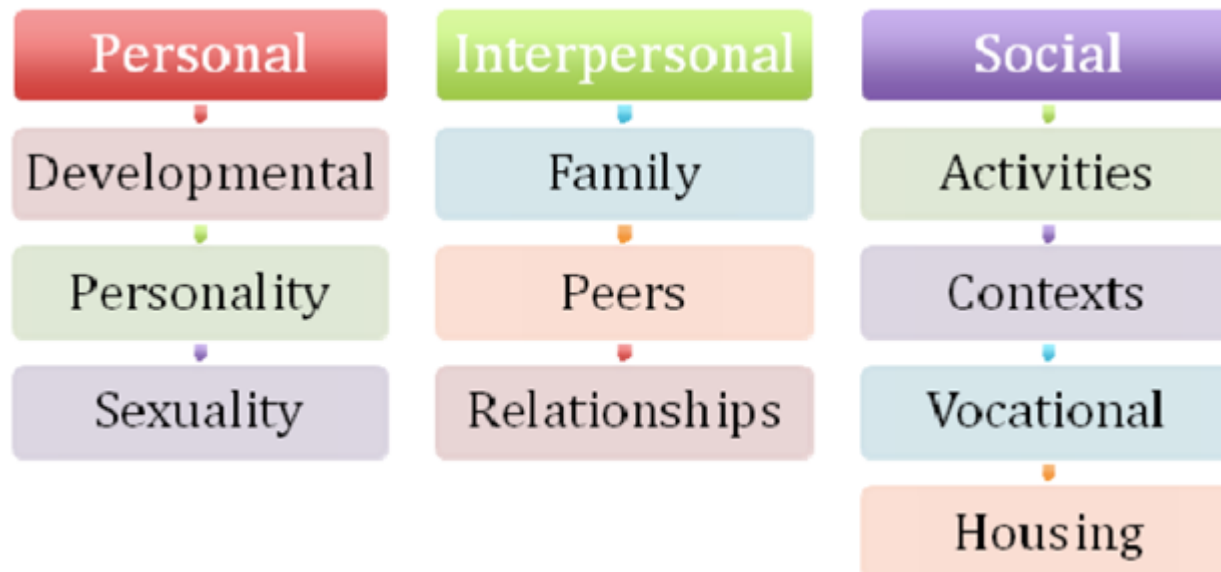 Personal
Developmental
Personality
Sexuality
Interpersonal
Family
Peers
Relationships
Social
Activities
Contexts
Vocational
Housing